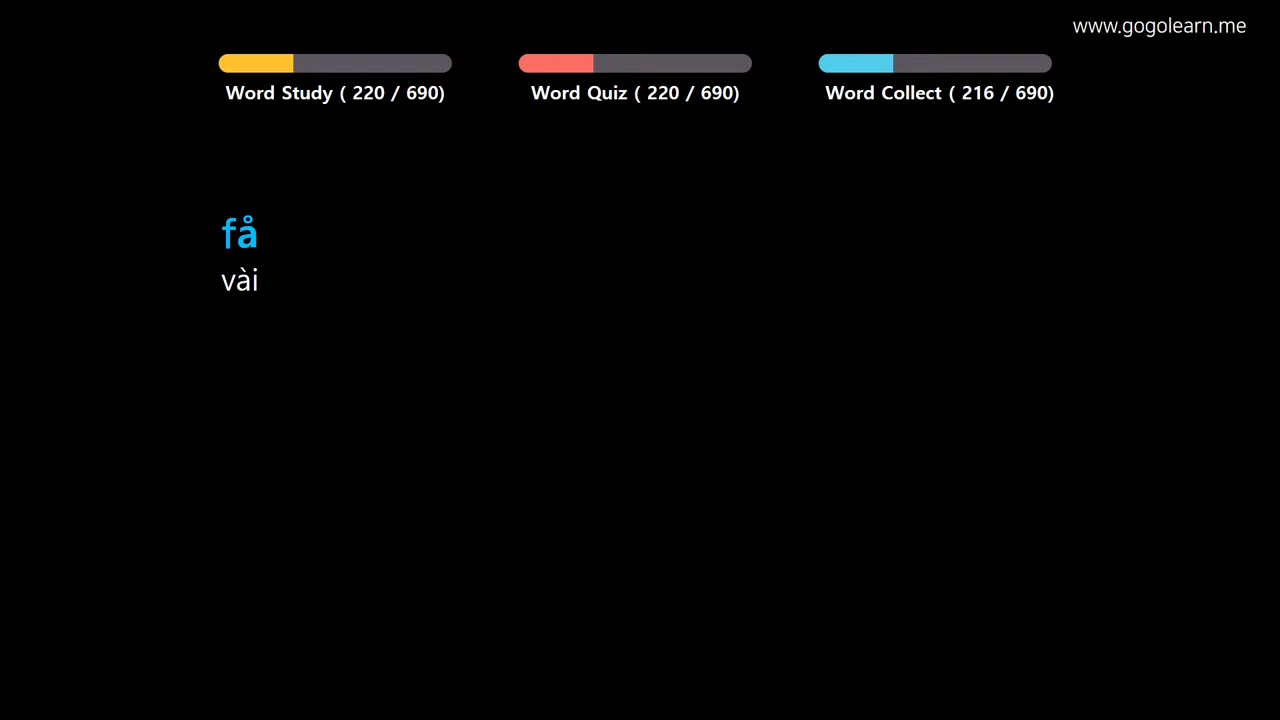 www.gogolearn.me
Word Study ( 220 / 690)
Word Quiz ( 220 / 690)
Word Collect ( 216 / 690)
få
vài